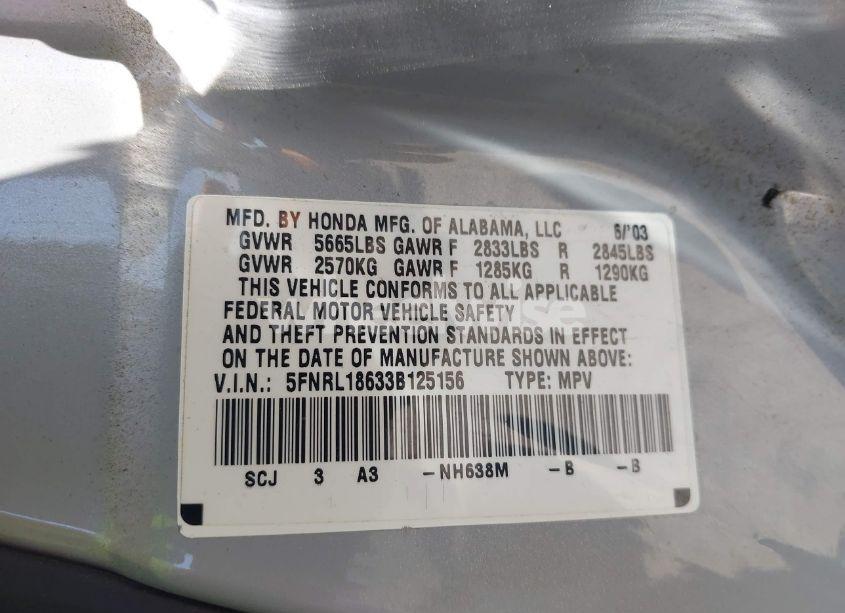 MFD. BY HONDA MFG. OF ALABAMA, LLC 6/'03
GVWR 5665LBS GAWR F 2833LBS R 2845LBS
GVWR 2570KG GAWR F 1285KG R 1290KG
THIS VEHICLE CONFORMS TO ALL APPLICABLE
FEDERAL MOTOR VEHICLE SAFETY
AND THEFT PREVENTION STANDARDS IN EFFECT
ON THE DATE OF MANUFACTURE SHOWN ABOVE:
V.I.N.: 5FNRL18633B125156 TYPE: MPV
SCJ 3 A3 -NH638M -B -B